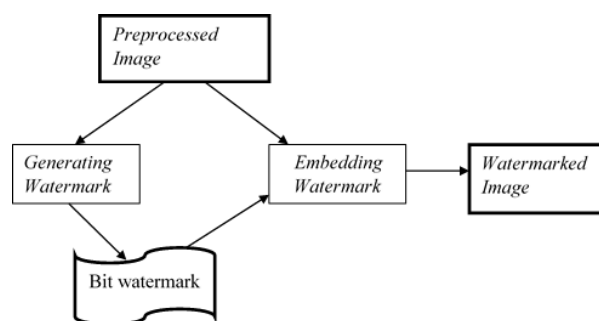 Preprocessed
Image
Generating
Watermark
Embedding
Watermark
Watermarked
Image
Bit watermark